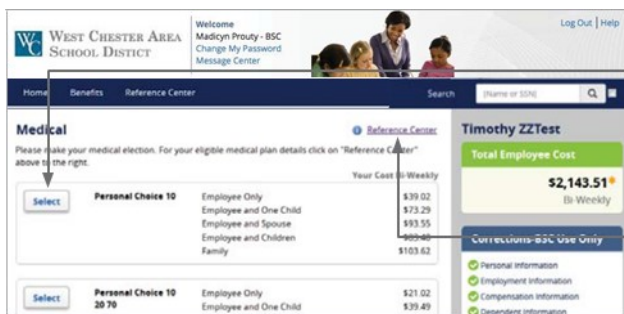 WEST CHESTER AREA
SCHOOL DISTICT
Welcome
Madicyn Prouty - BSC
Change My Password
Message Center
Log Out | Help
Home Benefits Reference Center
Search [Name or SSN]
Medical
Reference Center
Please make your medical election. For your eligible medical plan details click on "Reference Center"
above to the right.
Your Cost Bi-Weekly
Select
Personal Choice 10
Employee Only $39.02
Employee and One Child $73.29
Employee and Spouse $93.55
Employee and Children
Family $103.62
Select
Personal Choice 10
20 70
Employee Only $21.02
Employee and One Child $39.49
Timothy ZZTest
Total Employee Cost
$2,143.51
Bi-Weekly
Corrections-BSC Use Only
Personal Information
Employment Information
Compensation Information
Dependent Information